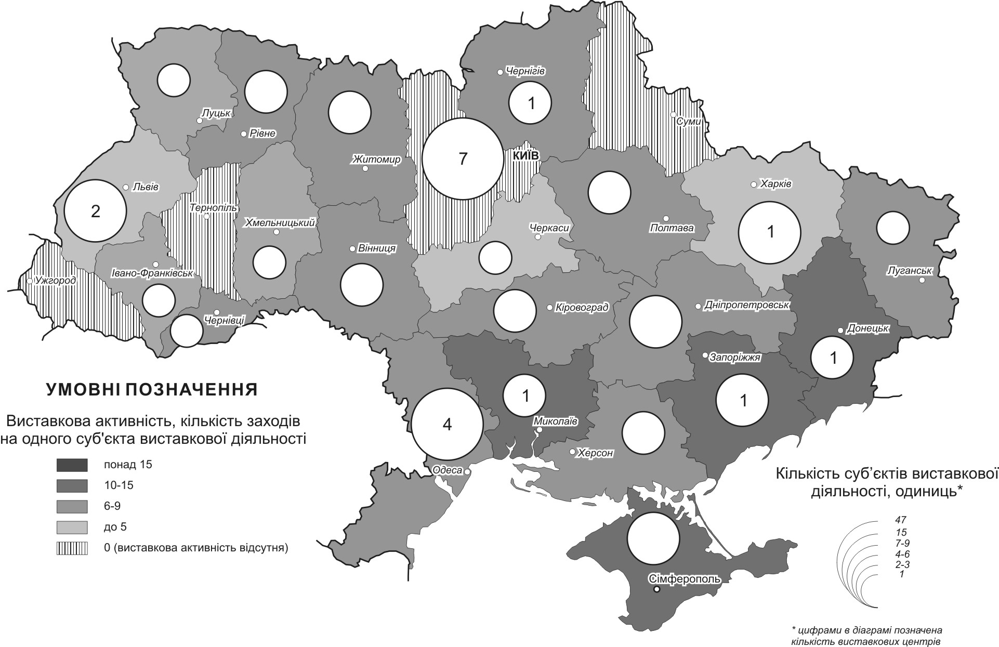 Чернігів
1
Луцьк
Суми
Рівне
КИЇВ
Житомир
7
Львів
Харків
2
Тернопіль
Хмельницький
Черкаси
Полтава
1
Вінниця
Івано-Франківськ
Луганськ
Ужгород
Кіровоград
Дніпропетровськ
Чернівці
Донецьк
Запоріжжя
1
УМОВНІ ПОЗНАЧЕННЯ
1
1
Виставкова активність, кількість заходів
на одного суб'єкта виставкової діяльності
4
Миколаїв
Херсон
понад 15
Одеса
Кількість суб’єктів виставкової
діяльності, одиниць*
10-15
6-9
до 5
0 (виставкова активність відсутня)
47
15
7-9
4-6
2-3
1
Сімферополь
* цифрами в діаграмі позначена
кількість виставкових центрів